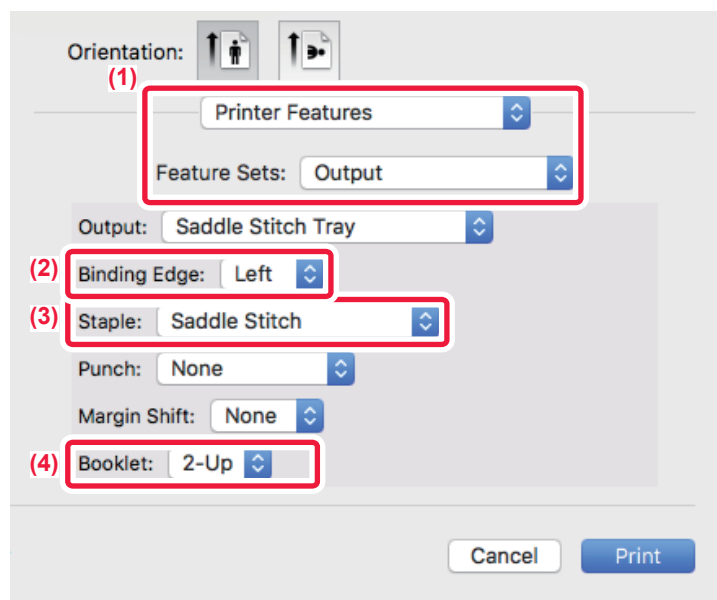 Orientation:
(1)
Printer Features
Feature Sets: Output
Output: Saddle Stitch Tray
(2) Binding Edge: Left
(3) Staple: Saddle Stitch
Punch: None
Margin Shift: None
(4) Booklet: 2-Up
Cancel Print